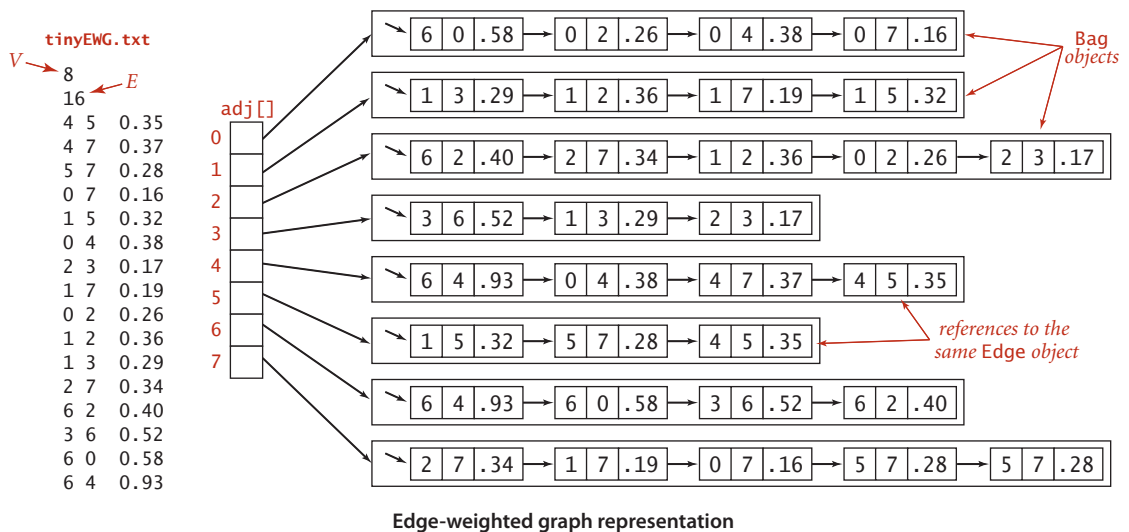 tinyEWG.txt
V
8
E
16
4 5 0.35
4 7 0.37
5 7 0.28
0 7 0.16
1 5 0.32
0 4 0.38
2 3 0.17
1 7 0.19
0 2 0.26
1 2 0.36
1 3 0.29
2 7 0.34
6 2 0.40
3 6 0.52
6 0 0.58
6 4 0.93
adj[]
0
1
2
3
4
5
6
7
6 0 .58 0 2 .26 0 4 .38 0 7 .16
1 3 .29 1 2 .36 1 7 .19 1 5 .32
6 2 .40 2 7 .34 1 2 .36 0 2 .26 2 3 .17
3 6 .52 1 3 .29 2 3 .17
6 4 .93 0 4 .38 4 7 .37 4 5 .35
1 5 .32 5 7 .28 4 5 .35
6 4 .93 6 0 .58 3 6 .52 6 2 .40
2 7 .34 1 7 .19 0 7 .16 5 7 .28 5 7 .28
Bag
objects
references to the
same Edge object
Edge-weighted graph representation